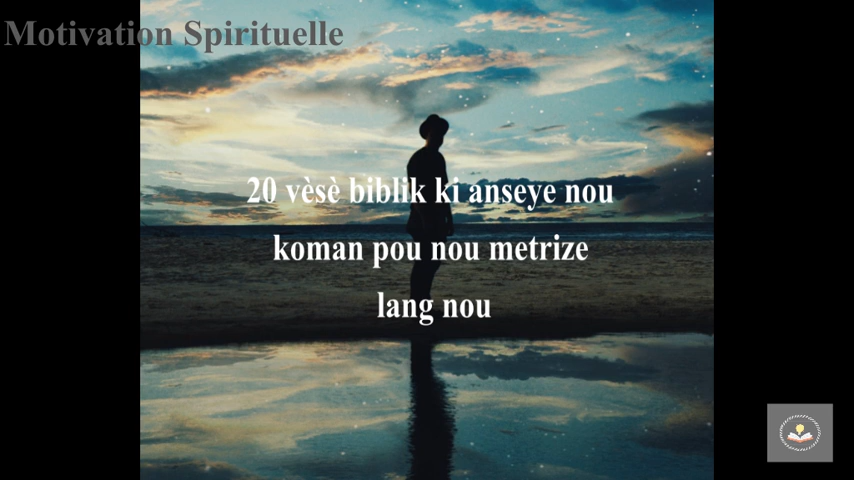 Motivation Spirituelle
20 vèsè biblik ki anseye nou
koman pou nou metrize
lang nou